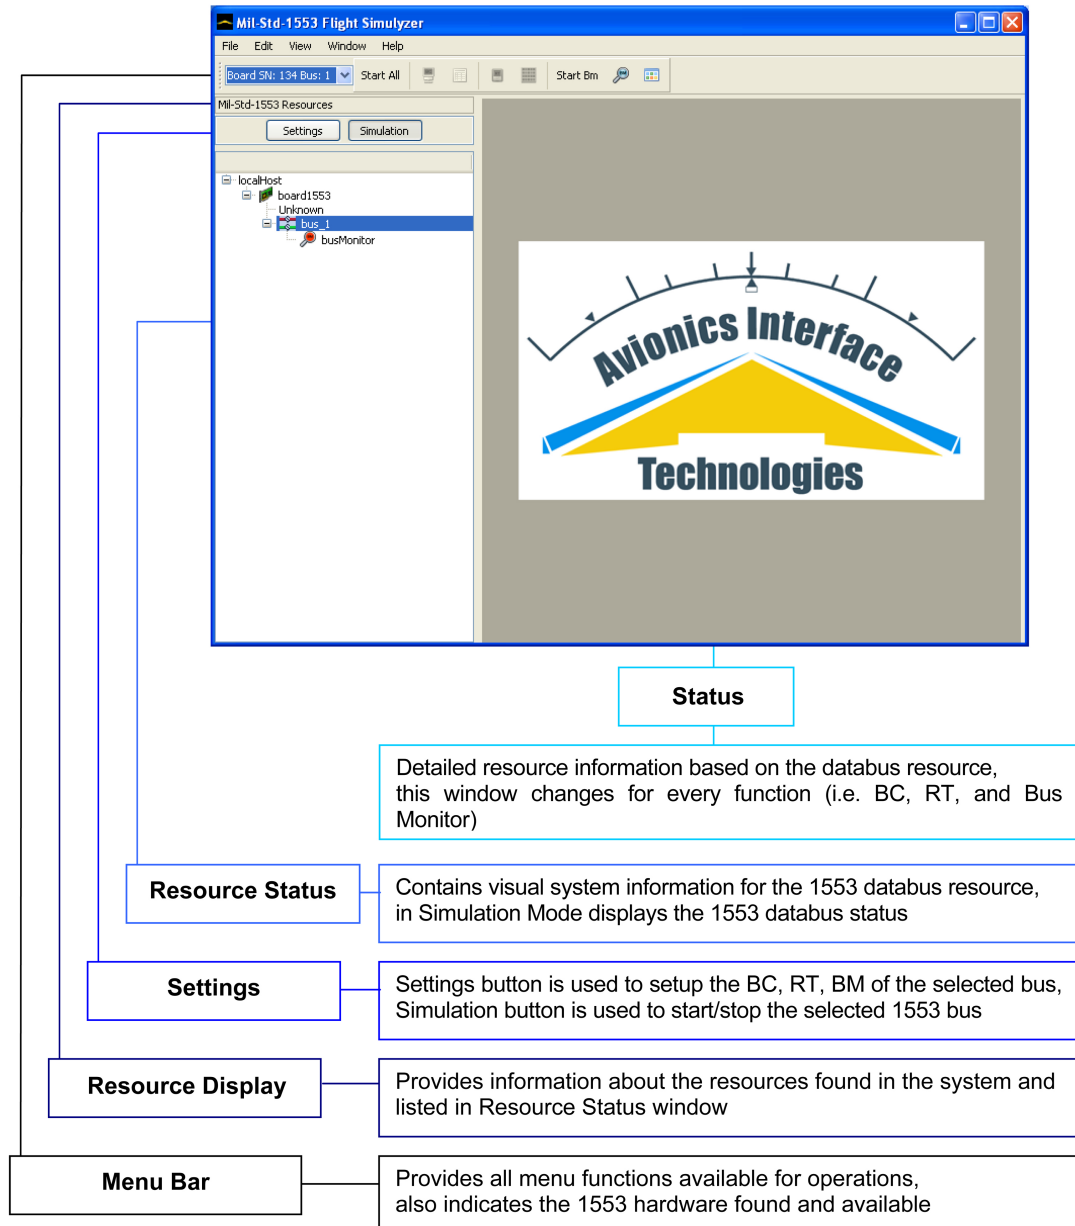 Mil-Std-1553 Flight Simulyzer
File Edit View Window Help
Board SN: 134 Bus: 1 Start All Start Bm
Mil-Std-1553 Resources
Settings Simulation
localHost
board1553
Unknown
bus_1
busMonitor
Avionics Interface
Technologies
Status
Detailed resource information based on the databus resource,
this window changes for every function (i.e. BC, RT, and Bus
Monitor)
Resource Status
Contains visual system information for the 1553 databus resource,
in Simulation Mode displays the 1553 databus status
Settings
Settings button is used to setup the BC, RT, BM of the selected bus,
Simulation button is used to start/stop the selected 1553 bus
Resource Display
Provides information about the resources found in the system and
listed in Resource Status window
Menu Bar
Provides all menu functions available for operations,
also indicates the 1553 hardware found and available